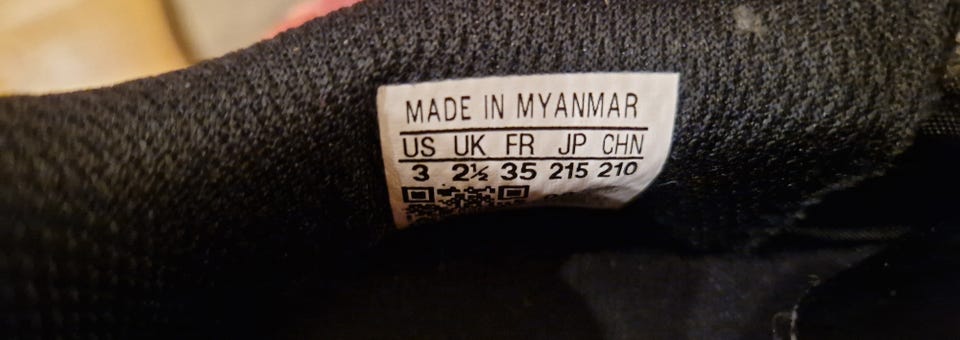 MADE IN MYANMAR
US UK FR JP CHN
3 2½ 35 215 210